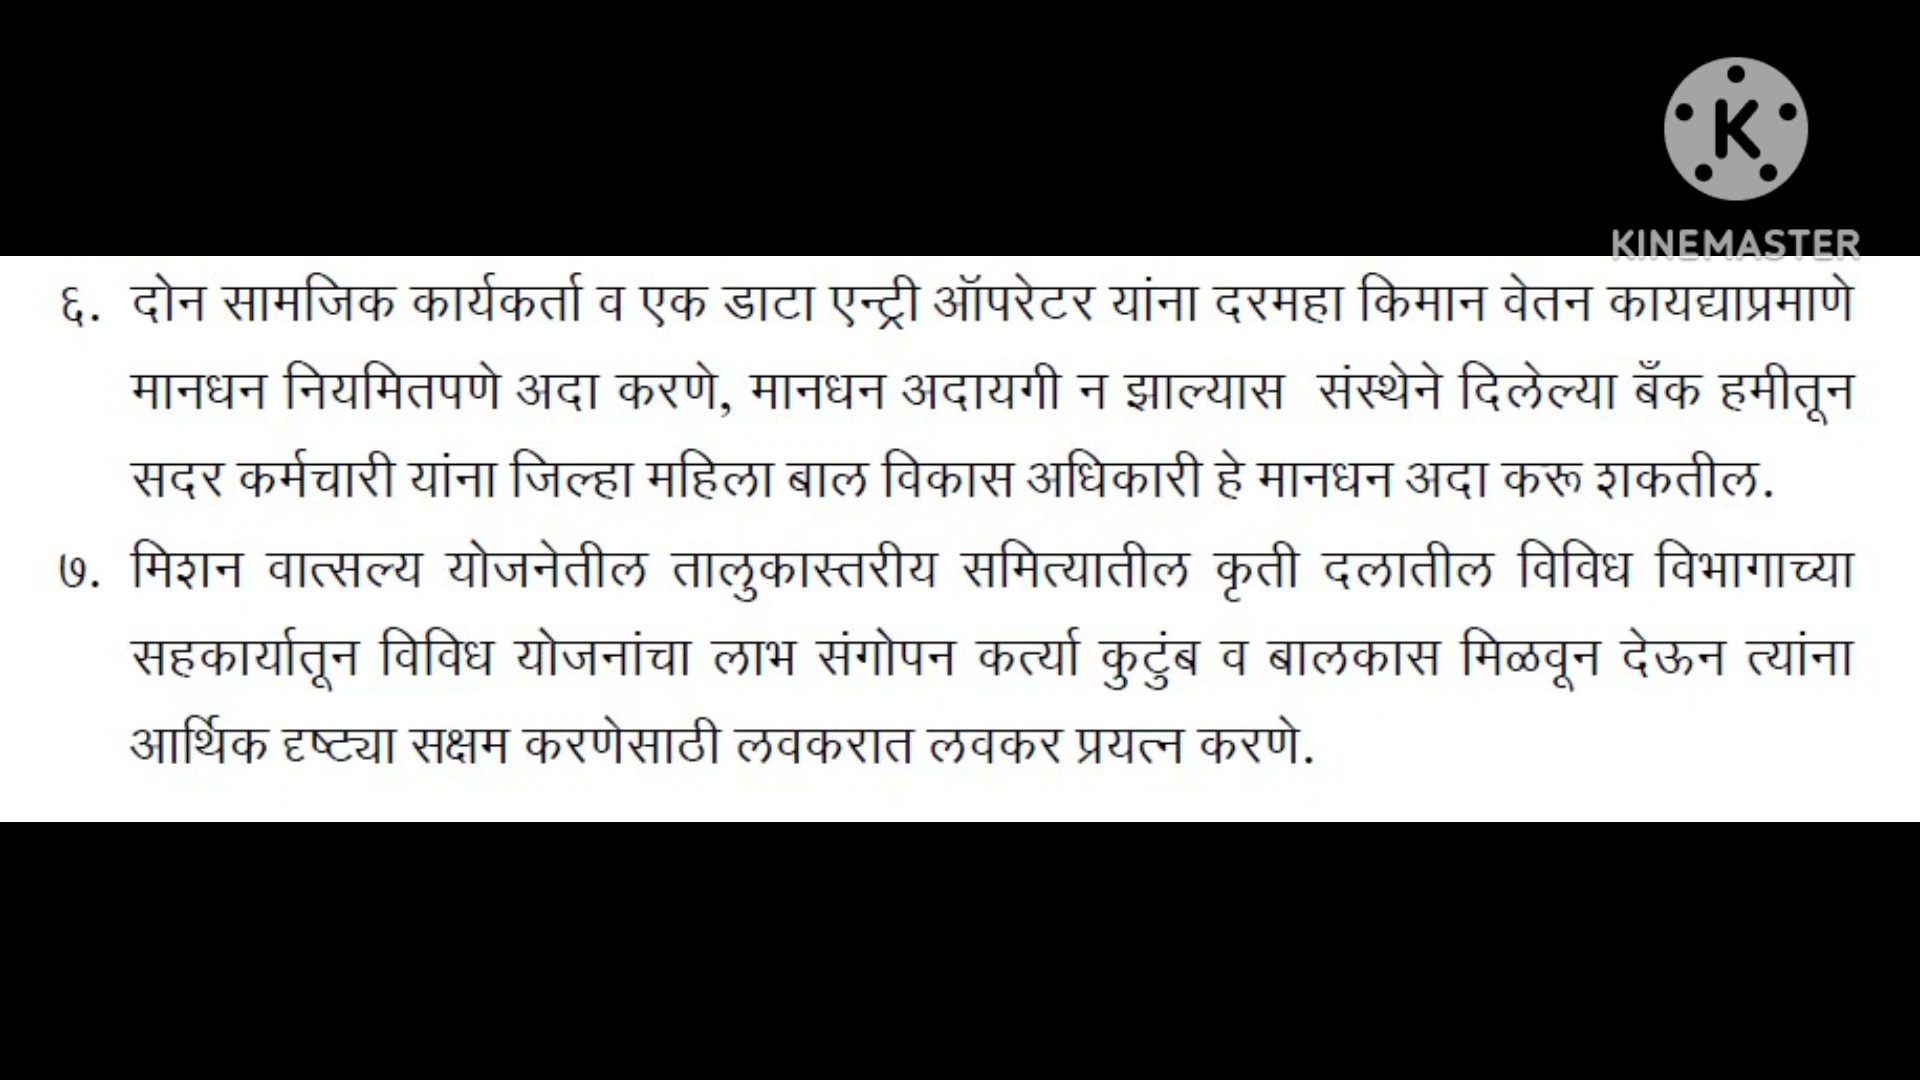 KINEMASTER
६. दोन सामजिक कार्यकर्ता व एक डाटा एन्ट्री ऑपरेटर यांना दरमहा किमान वेतन कायद्याप्रमाणे
मानधन नियमितपणे अदा करणे, मानधन अदायगी न झाल्यास संस्थेने दिलेल्या बँक हमीतून
सदर कर्मचारी यांना जिल्हा महिला बाल विकास अधिकारी हे मानधन अदा करू शकतील.
७. मिशन वात्सल्य योजनेतील तालुकास्तरीय समित्यातील कृती दलातील विविध विभागाच्या
सहकार्यातून विविध योजनांचा लाभ संगोपन कर्त्या कुटुंब व बालकास मिळवून देऊन त्यांना
आर्थिक दृष्ट्या सक्षम करणेसाठी लवकरात लवकर प्रयत्न करणे.